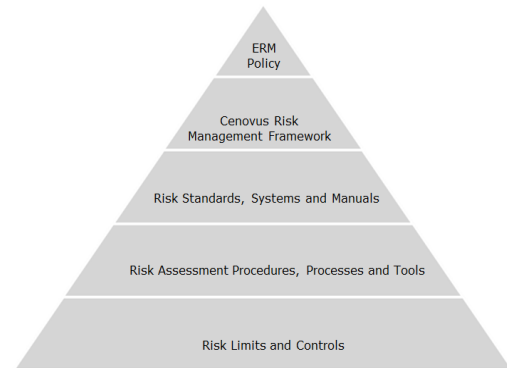 ERM
Policy
Cenovus Risk
Management Framework
Risk Standards, Systems and Manuals
Risk Assessment Procedures, Processes and Tools
Risk Limits and Controls